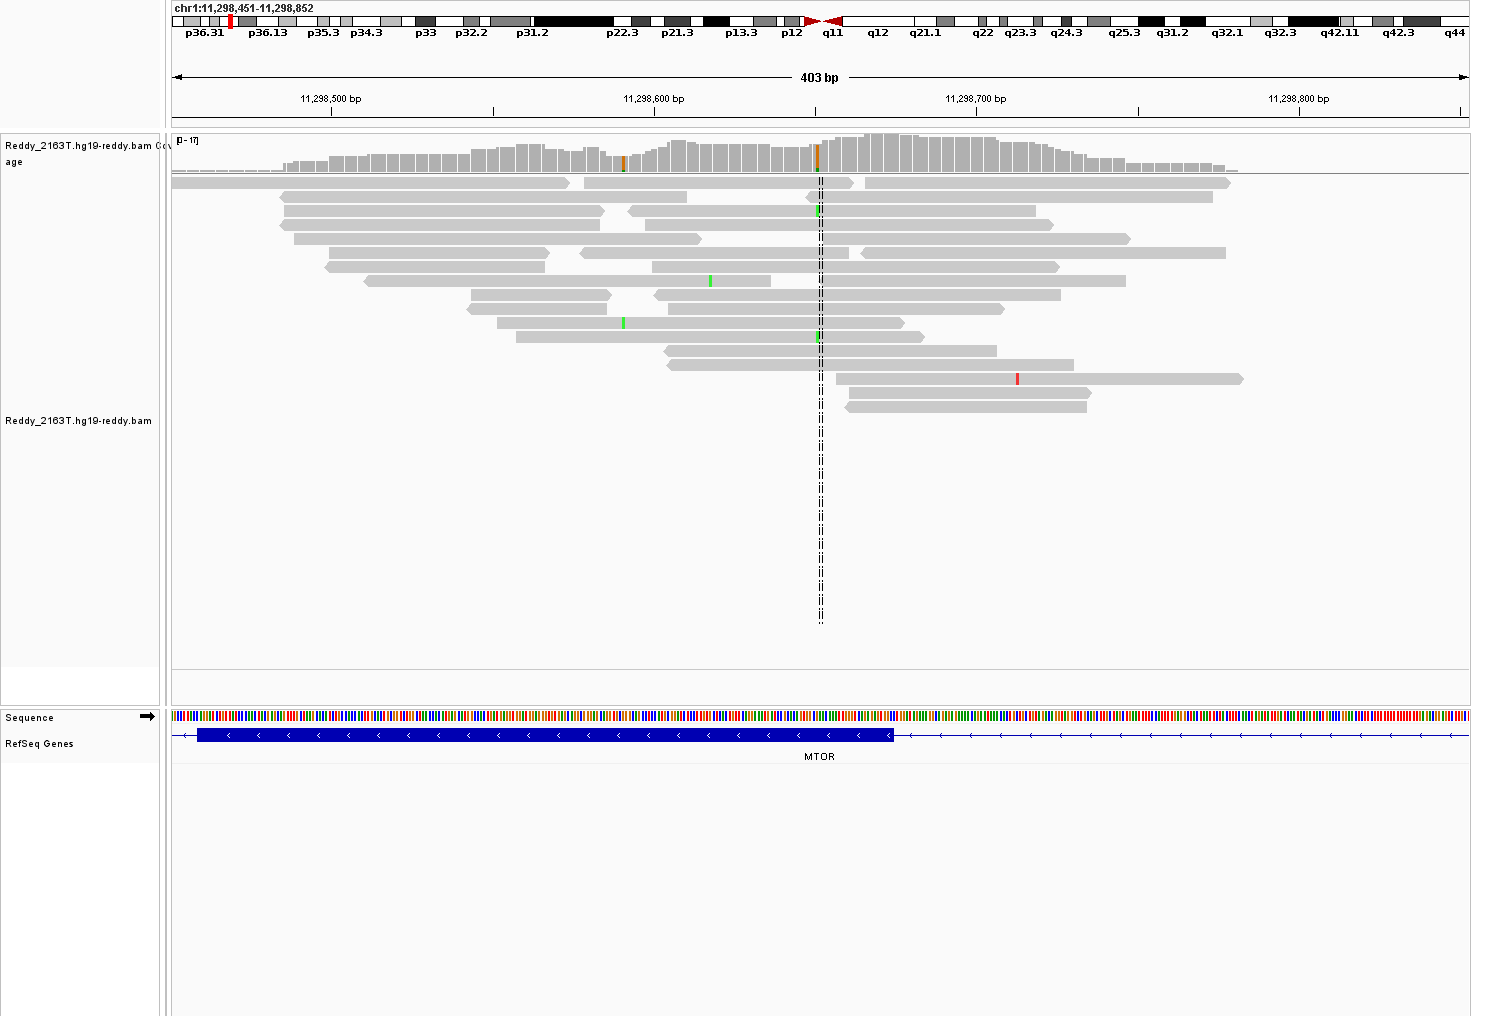 chr1:11,298,451-11,298,852
p36.31 p36.13 p35.3 p34.3 p33 p32.2 p31.2 p22.3 p21.3 p13.3 p12 q11 q12 q21.1 q22 q23.3 q24.3 q25.3 q31.2 q32.1 q32.3 q42.11 q42.3 q44
403 bp
11,298,500 bp 11,298,600 bp 11,298,700 bp 11,298,800 bp
[0 - 17]
Reddy_2163T.hg19-reddy.bam Cov
age
Reddy_2163T.hg19-reddy.bam
Sequence
RefSeq Genes
MTOR